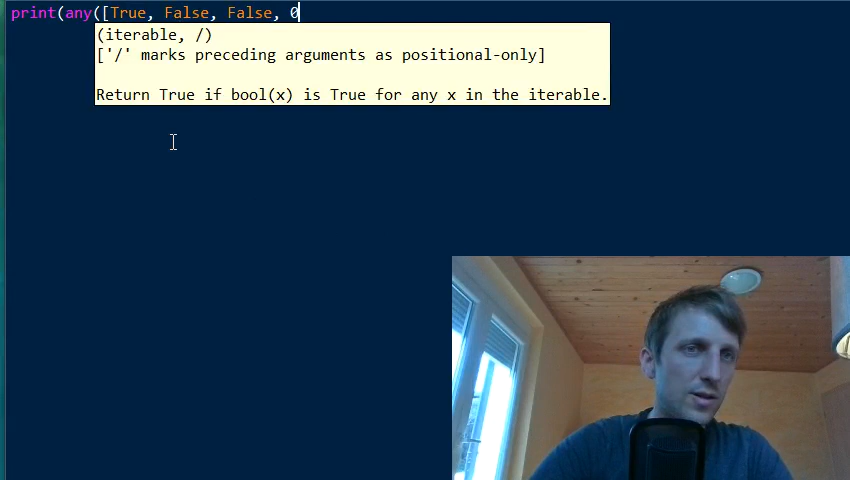 print(any([True, False, False, 0
(iterable, /)
['/' marks preceding arguments as positional-only]
Return True if bool(x) is True for any x in the iterable.